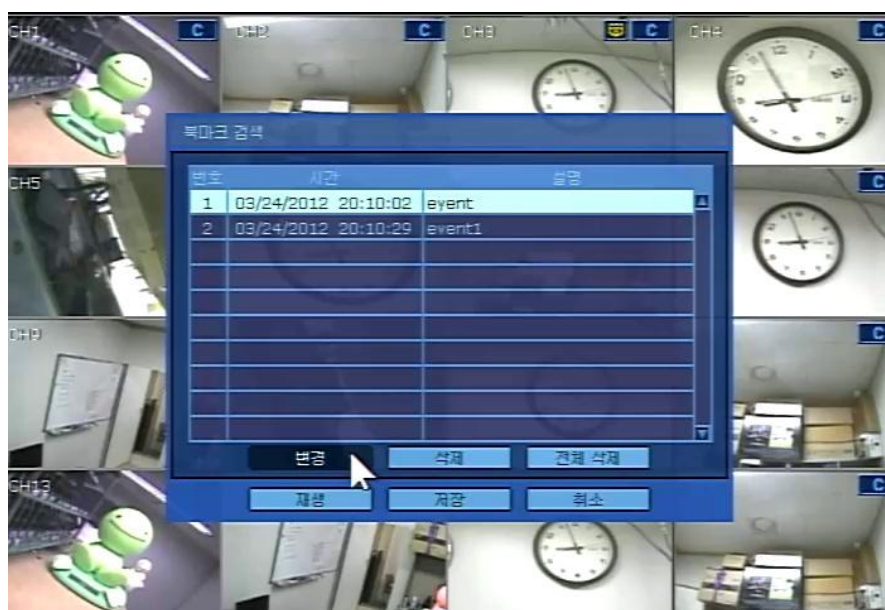 CH1 C CH2 C CH3 C CH4 C
북마크 검색
번호 시간 설명
CH5 C
1 03/24/2012 20:10:02 event
2 03/24/2012 20:10:29 event1
CH9 C
변경 삭제 전체 삭제
CH13 C
재생 저장 취소